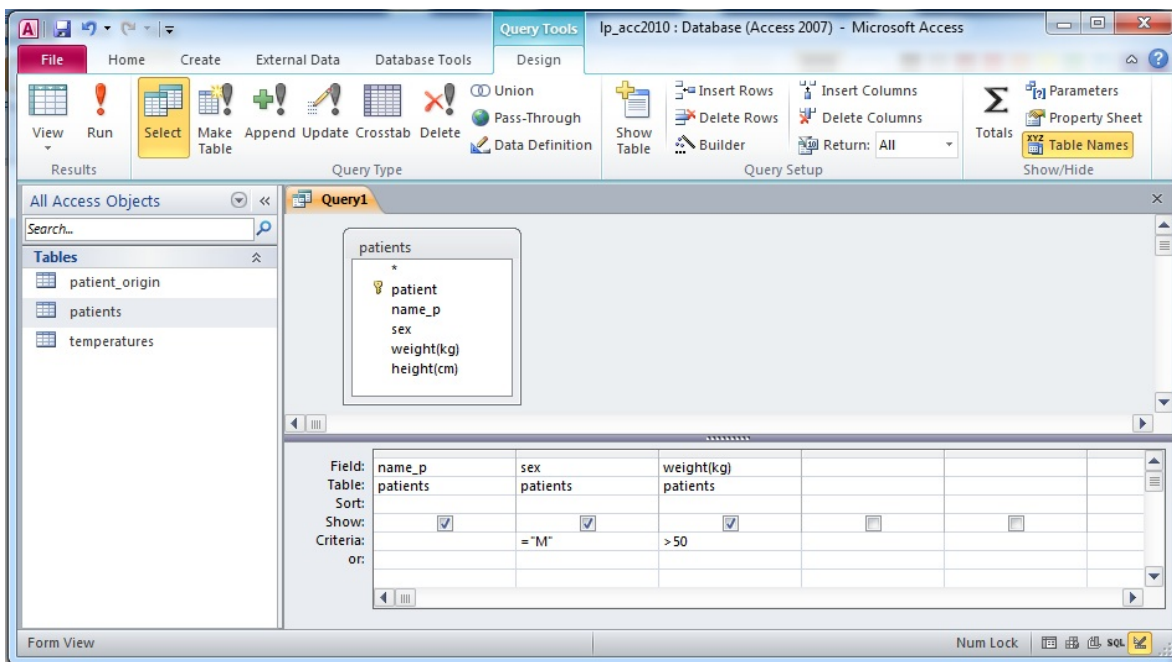 A
Query Tools
lp_acc2010 : Database (Access 2007) - Microsoft Access
File Home Create External Data Database Tools Design
View Run Select Make Table Append Update Crosstab Delete
Union
Pass-Through
Data Definition
Show Table
Insert Rows
Delete Rows
Builder
Insert Columns
Delete Columns
Return: All
Totals
Parameters
Property Sheet
XYZ Table Names
Results Query Type Query Setup Show/Hide
All Access Objects
Search...
Tables
patient_origin
patients
temperatures
Query1
patients
*
patient
name_p
sex
weight(kg)
height(cm)
Field: name_p sex weight(kg)
Table: patients patients patients
Sort:
Show:
Criteria: ="M" >50
or:
Form View Num Lock SQL